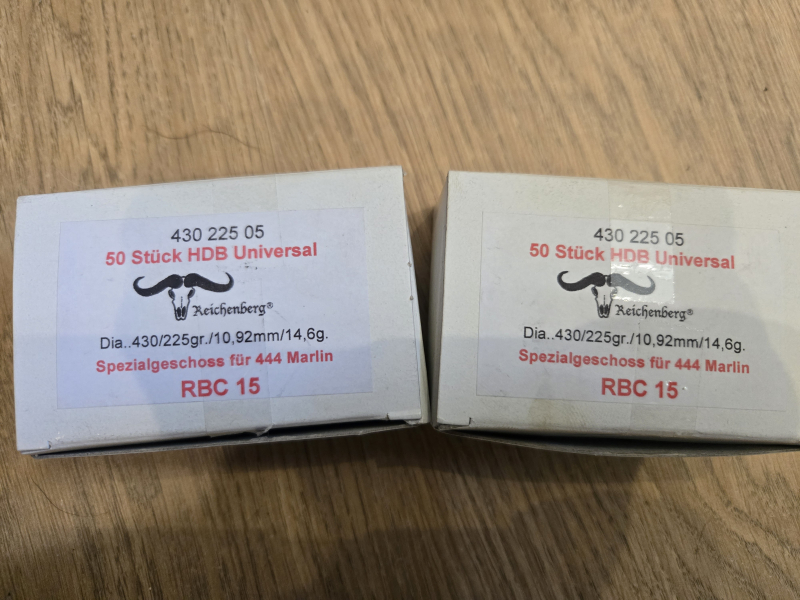 430 225 05
50 Stück HDB Universal
Reichenberg®
Dia..430/225gr./10,92mm/14,6g.
Spezialgeschoss für 444 Marlin
RBC 15
430 225 05
50 Stück HDB Universal
Reichenberg®
Dia..430/225gr./10,92mm/14,6g.
Spezialgeschoss für 444 Marlin
RBC 15